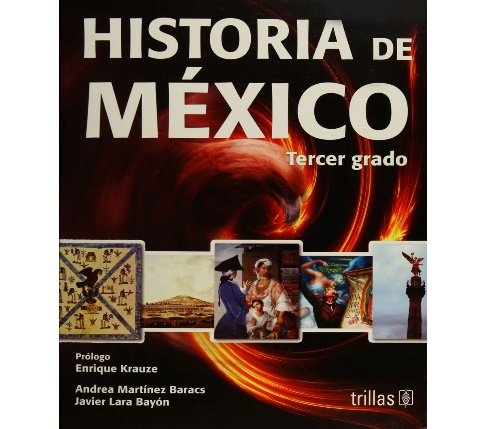 HISTORIA DE
MÉXICO
Tercer grado
Prólogo
Enrique Krauze
Andrea Martínez Baracs
Javier Lara Bayón
trillas